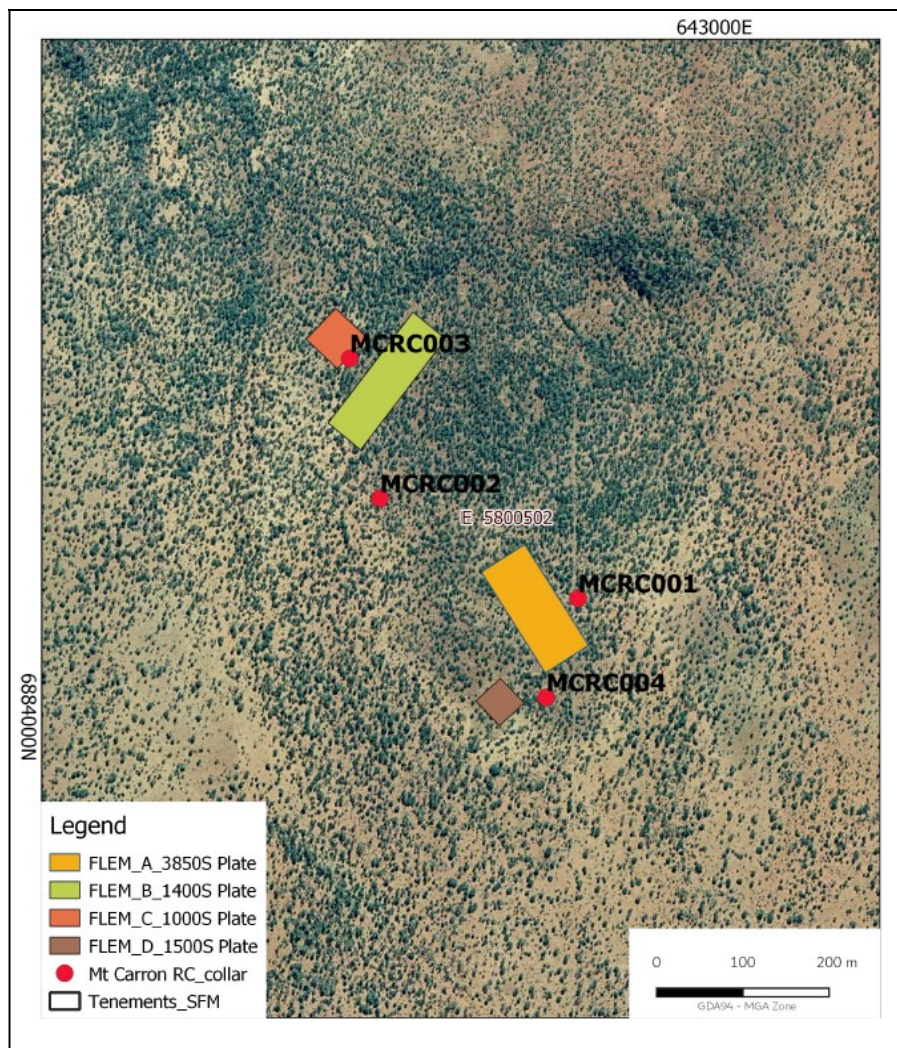 643000E
MCRC003
MCRC002
E 5800502
MCRC001
MCRC004
6884000N
Legend
FLEM_A_3850S Plate
FLEM_B_1400S Plate
FLEM_C_1000S Plate
FLEM_D_1500S Plate
Mt Carron RC_collar
Tenements_SFM
0 100 200 m
GDA94 - MGA Zone